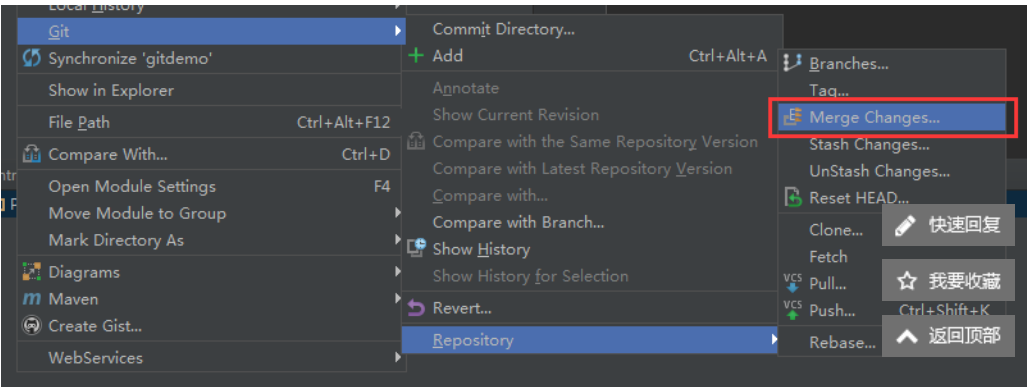 Local History
Git
Synchronize 'gitdemo'
Show in Explorer
File Path Ctrl+Alt+F12
Compare With... Ctrl+D
Open Module Settings F4
Move Module to Group
Mark Directory As
Diagrams
Maven
Create Gist...
WebServices
Commit Directory...
Add Ctrl+Alt+A
Annotate
Show Current Revision
Compare with the Same Repository Version
Compare with Latest Repository Version
Compare with...
Compare with Branch...
Show History
Show History for Selection
Revert...
Repository
Branches...
Tag...
Merge Changes...
Stash Changes...
UnStash Changes...
Reset HEAD...
Clone...
Fetch
VCS Pull...
VCS Push... Ctrl+Shift+K
Rebase...
快速回复
我要收藏
返回顶部